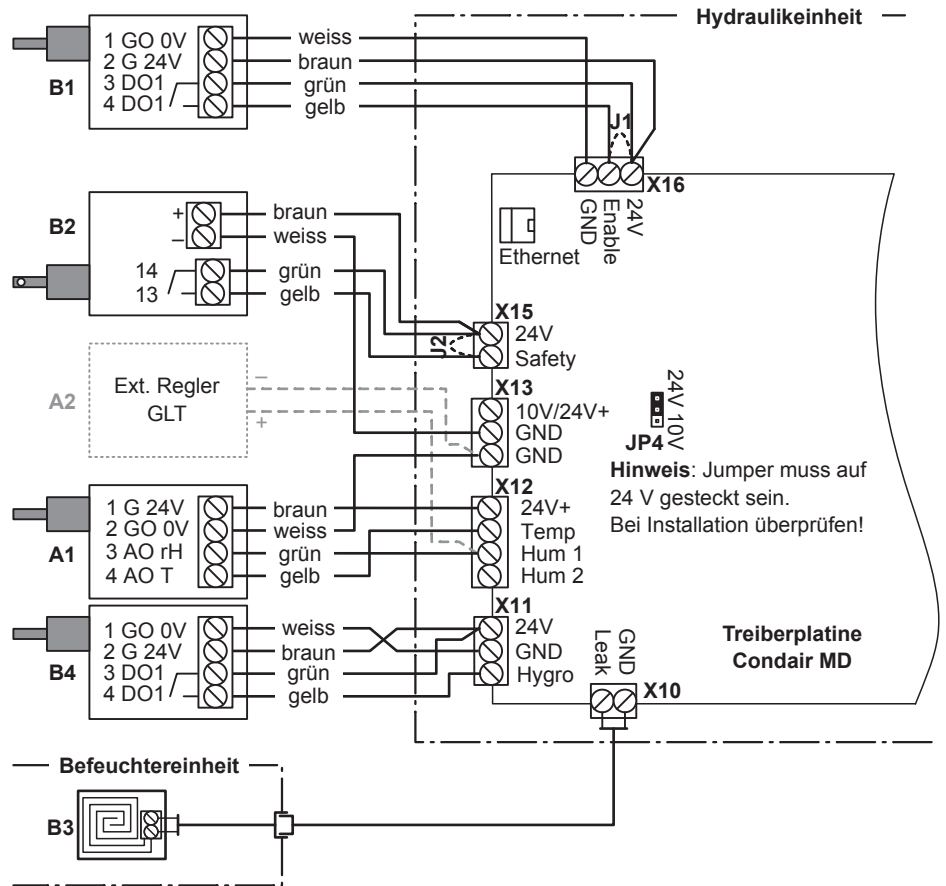 Hydraulikeinheit
B1
1 GO 0V
2 G 24V
3 DO1
4 DO1
weiss
braun
grün
gelb
J1
X16
GND
Enable
24V
Ethernet
B2
+
–
14
13
braun
weiss
grün
gelb
X15
24V
Safety
J2
A2
Ext. Regler
GLT
–
+
X13
10V/24V+
GND
GND
24V 10V
JP4
Hinweis: Jumper muss auf
24 V gesteckt sein.
Bei Installation überprüfen!
A1
1 G 24V
2 GO 0V
3 AO rH
4 AO T
braun
weiss
grün
gelb
X12
24V+
Temp
Hum 1
Hum 2
B4
1 GO 0V
2 G 24V
3 DO1
4 DO1
weiss
braun
grün
gelb
X11
24V
GND
Hygro
Leak
GND
X10
Treiberplatine
Condair MD
Befeuchtereinheit
B3